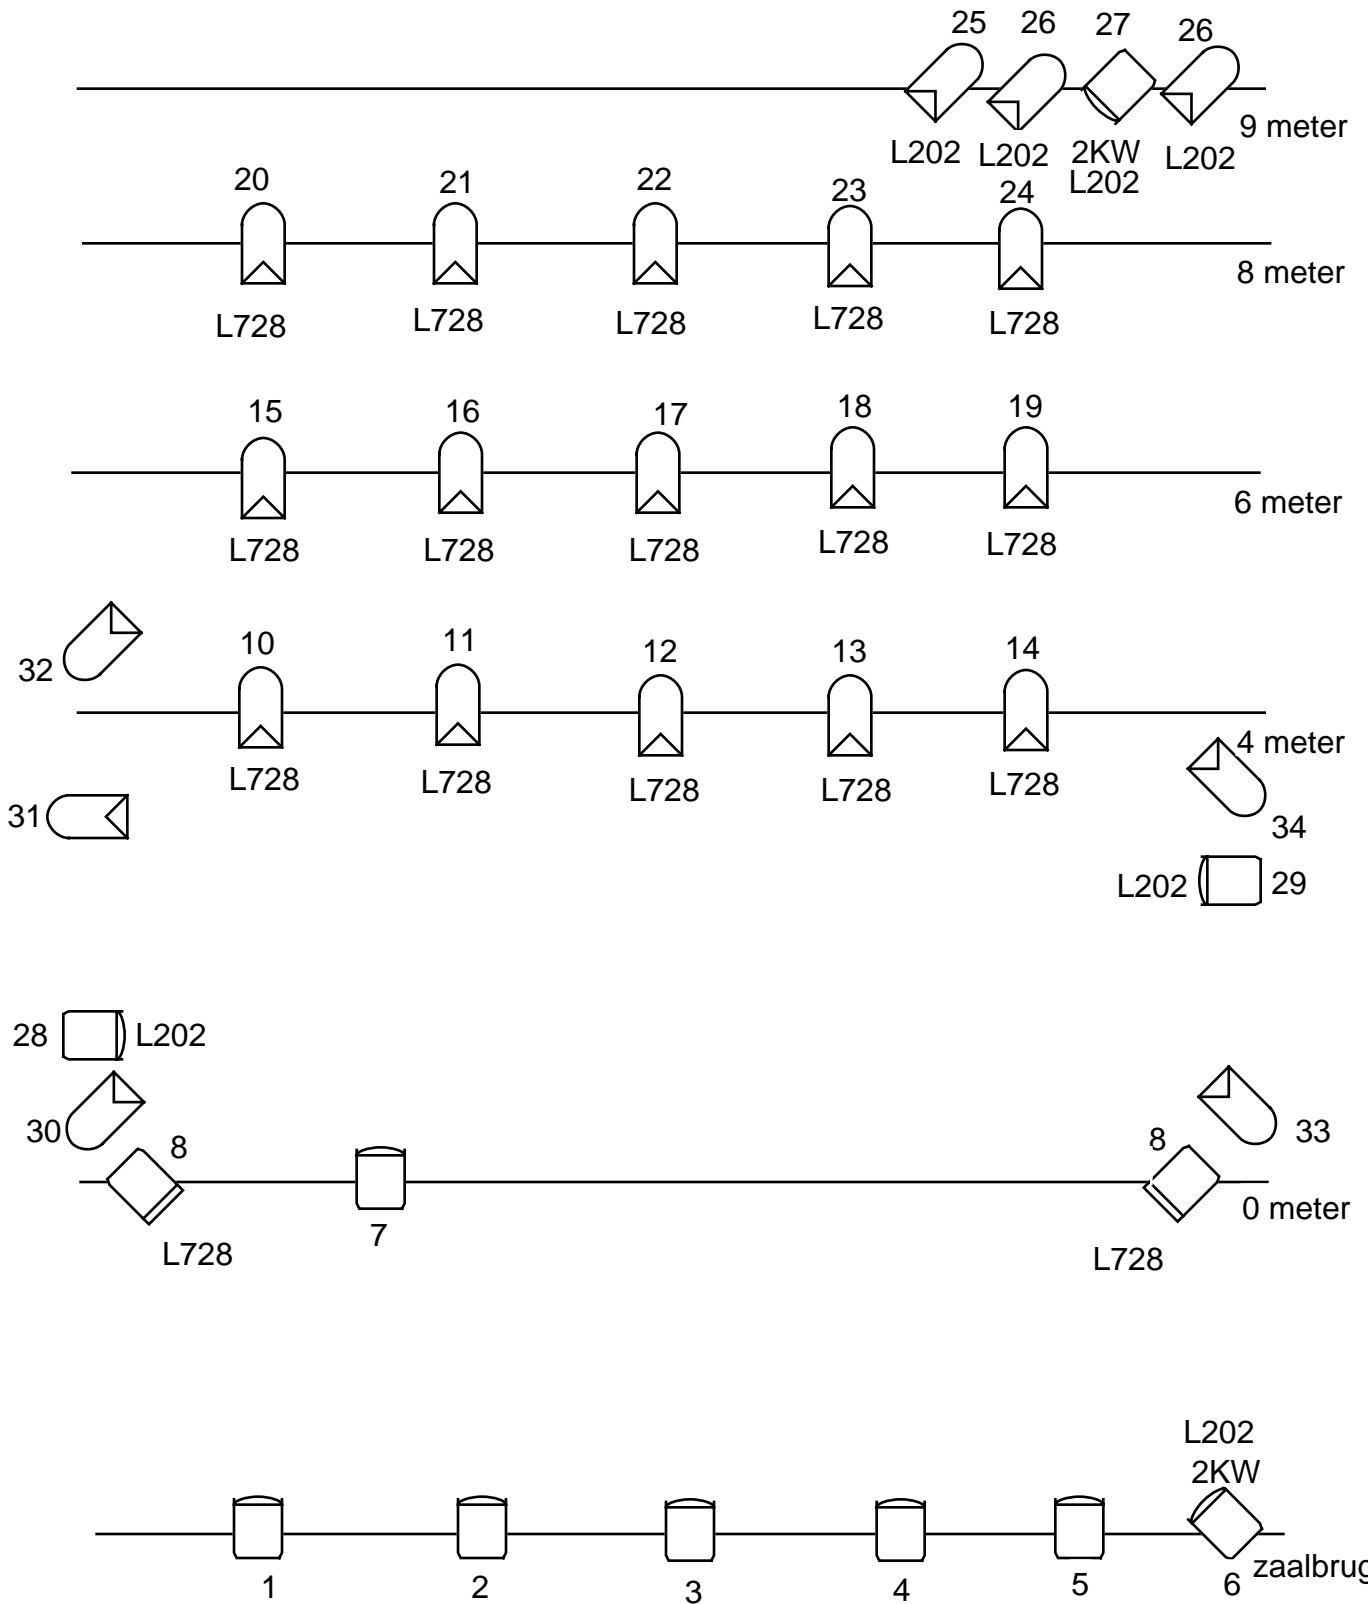 25 26 27 26
9 meter
L202 L202 2KW L202
L202
20 21 22 23 24
8 meter
L728 L728 L728 L728 L728
15 16 17 18 19
6 meter
L728 L728 L728 L728 L728
32 10 11 12 13 14
4 meter
L728 L728 L728 L728 L728
31 34
L202 29
28 L202
30 8 8 33
0 meter
7
L728 L728
L202
2KW
zaalbrug
1 2 3 4 5 6